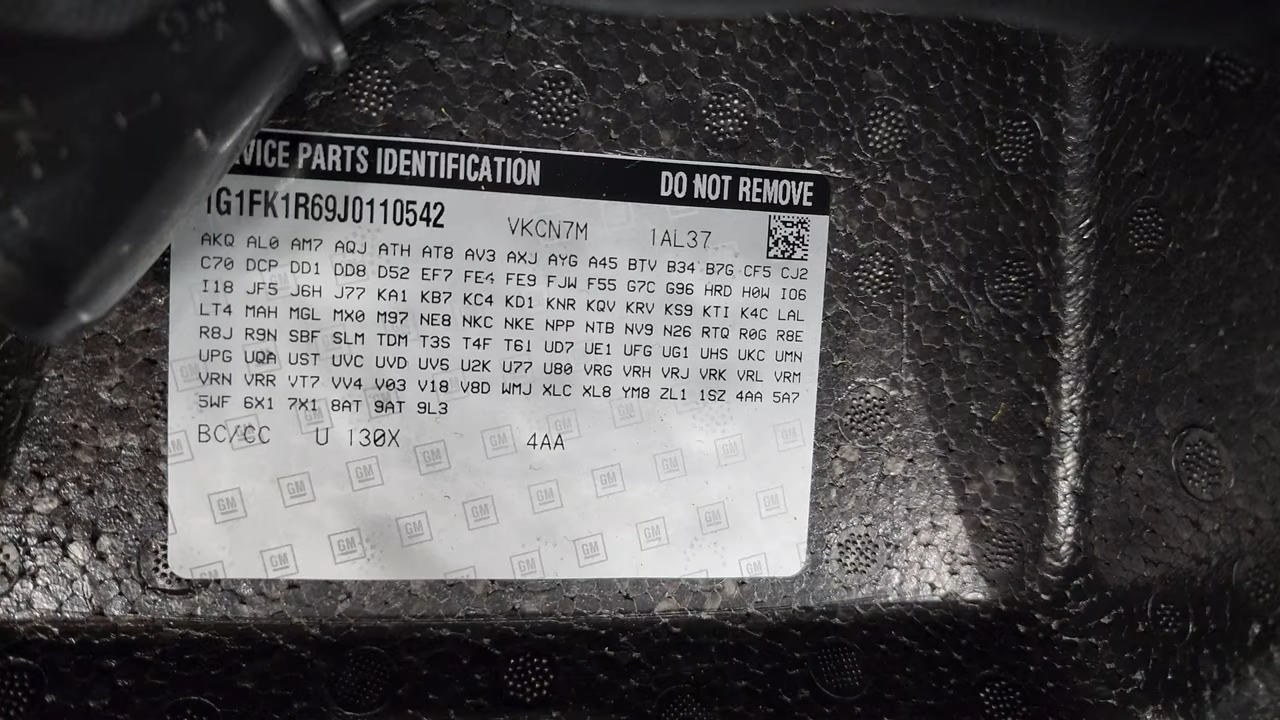 VICE PARTS IDENTIFICATION DO NOT REMOVE
1G1FK1R69J0110542 VKCN7M 1AL37
AKQ AL0 AM7 AQJ ATH AT8 AV3 AXJ AYG A45 BTV B34 B7G CF5 CJ2
C70 DCP DD1 DD8 D52 EF7 FE4 FE9 FJW F55 G7C G96 HRD H0W IO6
I18 JF5 J6H J77 KA1 KB7 KC4 KD1 KNR KQV KRV KS9 KTI K4C LAL
LT4 MAH MGL MX0 M97 NE8 NKC NKE NPP NTB NV9 N26 RTQ R0G R8E
R8J R9N SBF SLM TDM T3S T4F T61 UD7 UE1 UFG UG1 UHS UKC UMN
UPG UQA UST UVC UVD UV6 U2K U77 U80 VRG VRH VRJ VRK VRL VRM
VRN VRR VT7 VV4 V03 V18 V8D WMJ XLC XL8 YM8 ZL1 1SZ 4AA 5A7
5WF 6X1 7X1 8AT 9AT 9L3
BC/CC U 130X 4AA
GM